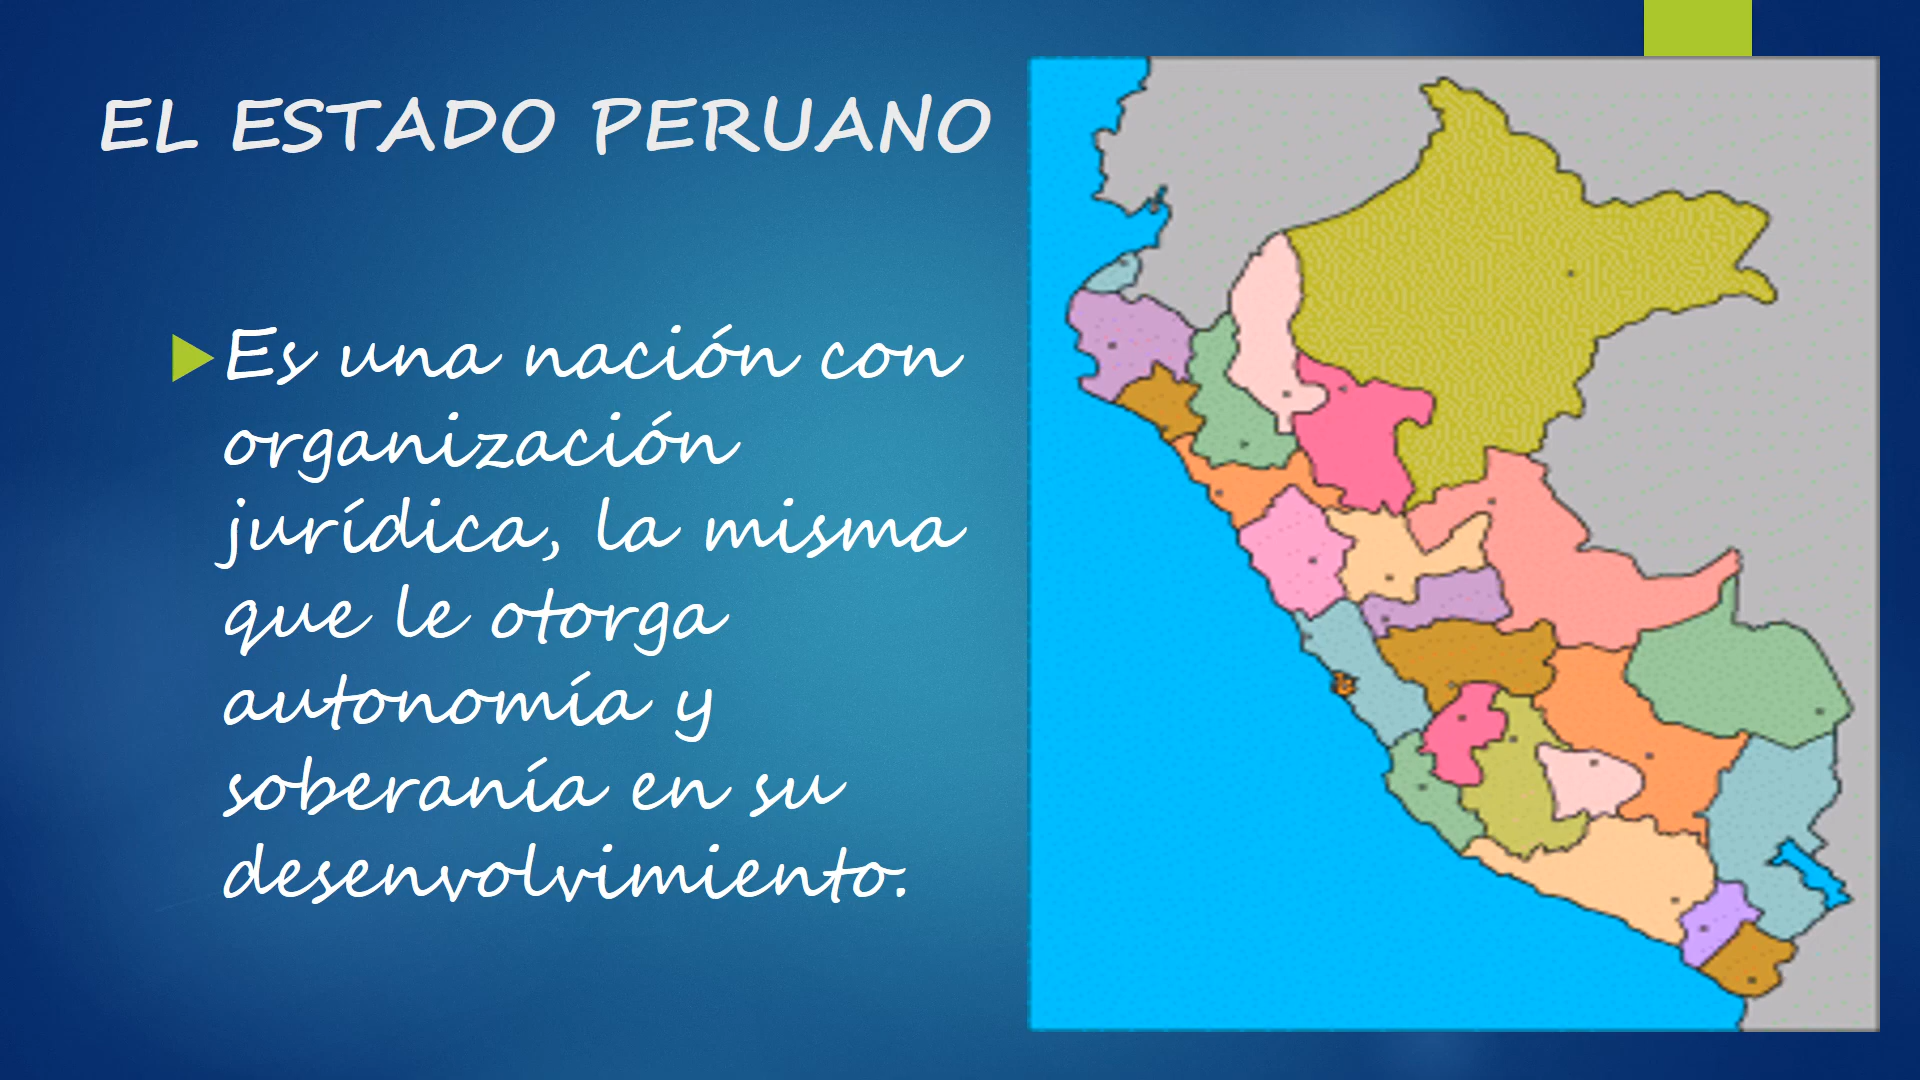 EL ESTADO PERUANO
Es una nación con
organización
jurídica, la misma
que le otorga
autonomía y
soberanía en su
desenvolvimiento.